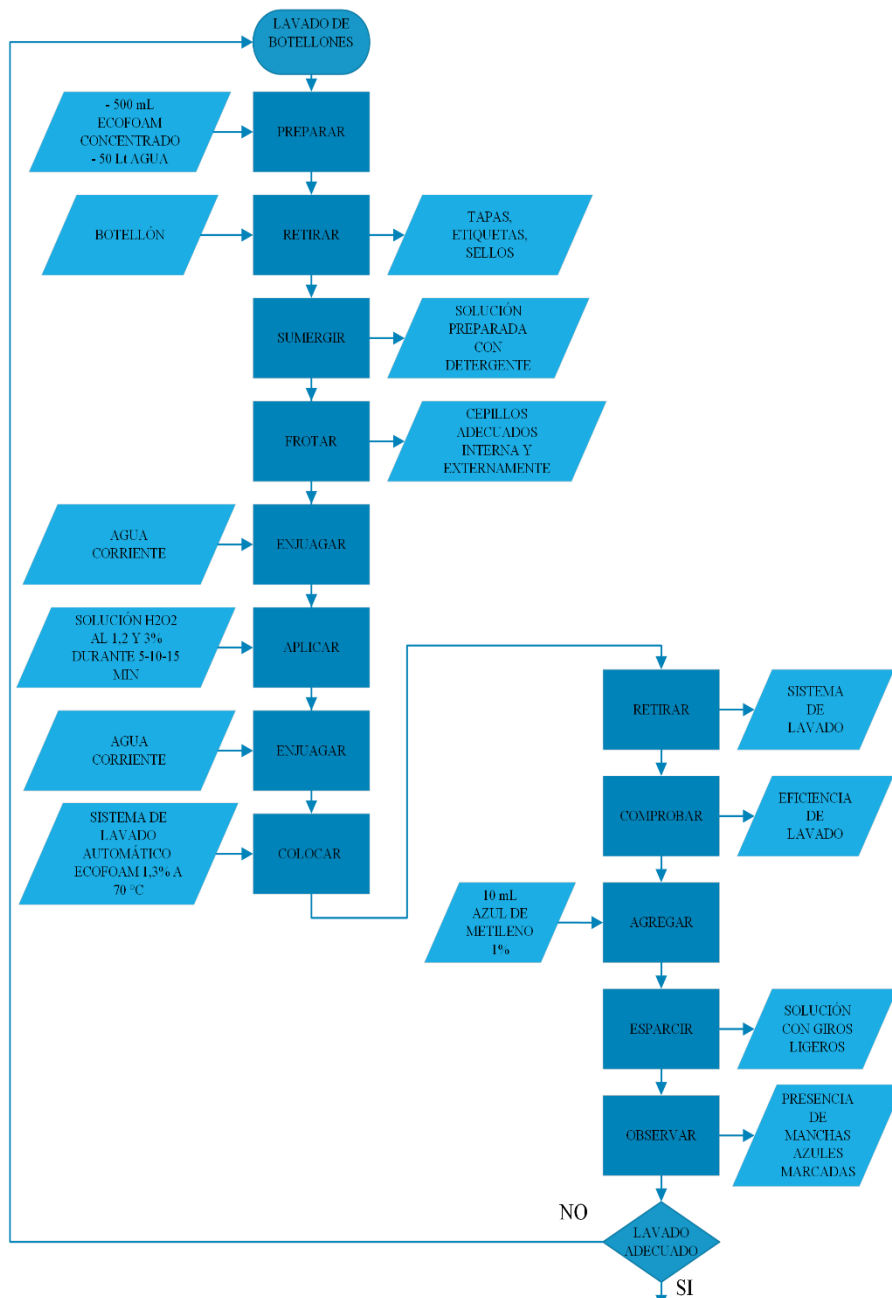 LAVADO DE
BOTELLONES
- 500 mL
ECOFOAM
CONCENTRADO
- 50 Lt AGUA
PREPARAR
BOTELLÓN
RETIRAR
TAPAS,
ETIQUETAS,
SELLOS
SUMERGIR
SOLUCIÓN
PREPARADA
CON
DETERGENTE
FROTAR
CEPILLOS
ADECUADOS
INTERNA Y
EXTERNAMENTE
AGUA
CORRIENTE
ENJUAGAR
SOLUCIÓN H2O2
AL 1,2 Y 3%
DURANTE 5-10-15
MIN
APLICAR
AGUA
CORRIENTE
ENJUAGAR
SISTEMA DE
LAVADO
AUTOMÁTICO
ECOFOAM 1,3% A
70 °C
COLOCAR
RETIRAR
SISTEMA
DE
LAVADO
COMPROBAR
EFICIENCIA
DE
LAVADO
10 mL
AZUL DE
METILENO
1%
AGREGAR
ESPARCIR
SOLUCIÓN
CON GIROS
LIGEROS
OBSERVAR
PRESENCIA
DE
MANCHAS
AZULES
MARCADAS
NO
LAVADO
ADECUADO
SI